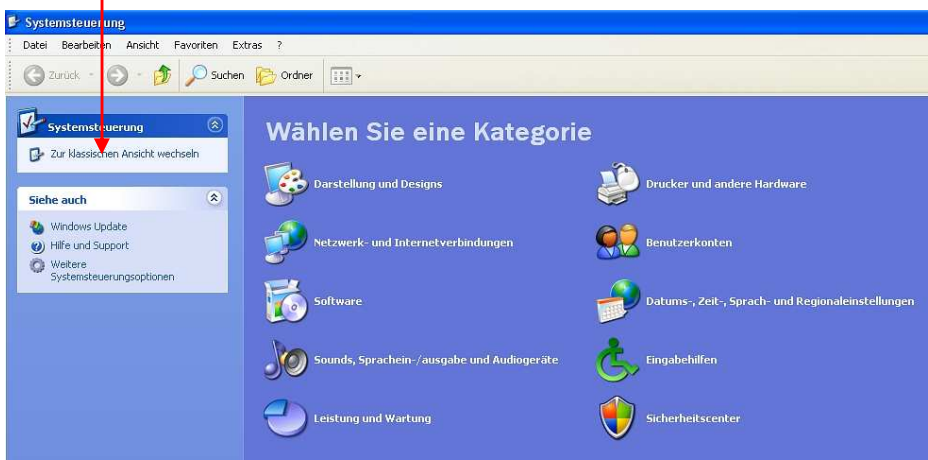 Systemsteuerung
Datei Bearbeiten Ansicht Favoriten Extras ?
Zurück Suchen Ordner
Systemsteuerung
Zur klassischen Ansicht wechseln
Siehe auch
Windows Update
Hilfe und Support
Weitere
Systemsteuerungsoptionen
Wählen Sie eine Kategorie
Darstellung und Designs
Drucker und andere Hardware
Netzwerk- und Internetverbindungen
Benutzerkonten
Software
Datums-, Zeit-, Sprach- und Regionaleinstellungen
Sounds, Sprachein-/ausgabe und Audiogeräte
Eingabehilfen
Leistung und Wartung
Sicherheitscenter